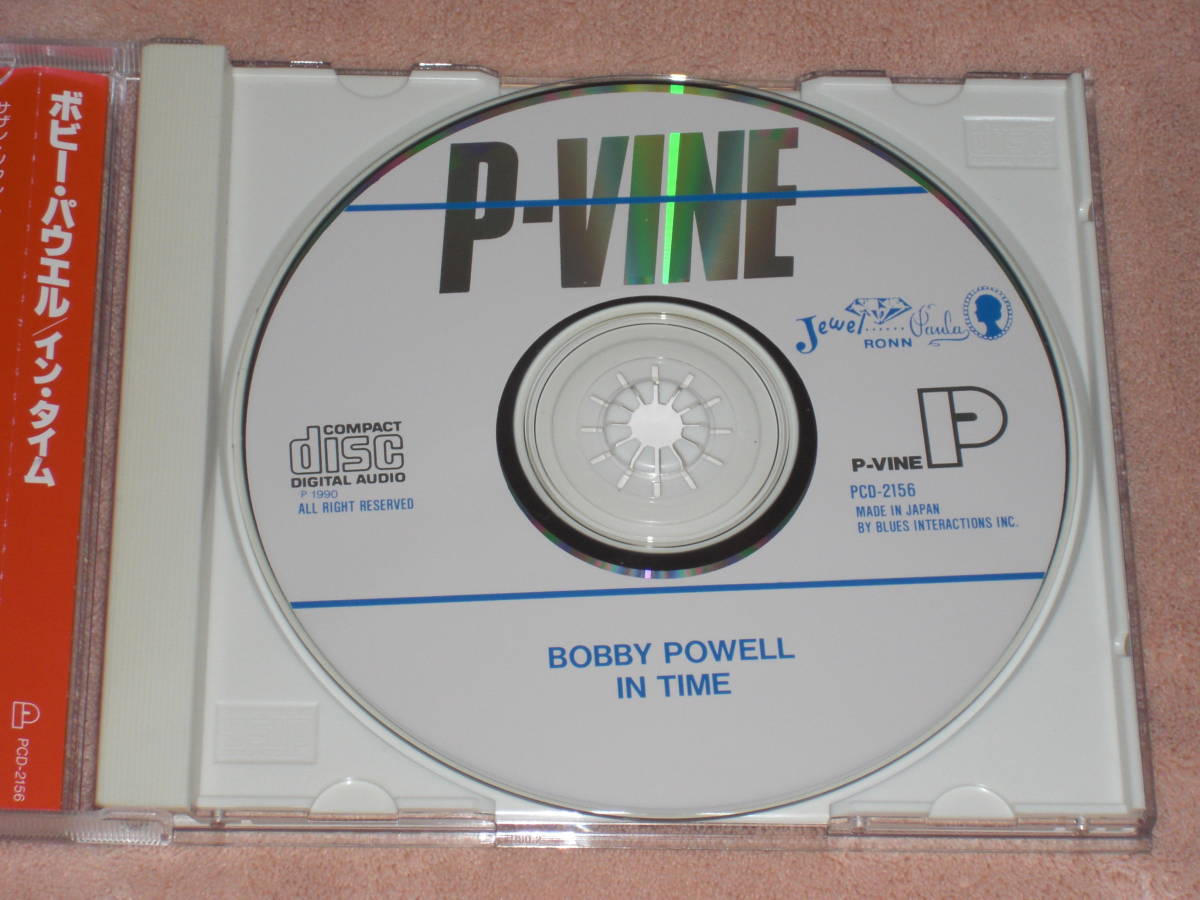 ボビー・パウエル/イン・タイム
PCD-2156
P-VINE
Jewel Paula
RONN
COMPACT
disc
DIGITAL AUDIO
P 1990
ALL RIGHT RESERVED
P-VINE
PCD-2156
MADE IN JAPAN
BY BLUES INTERACTIONS INC.
BOBBY POWELL
IN TIME